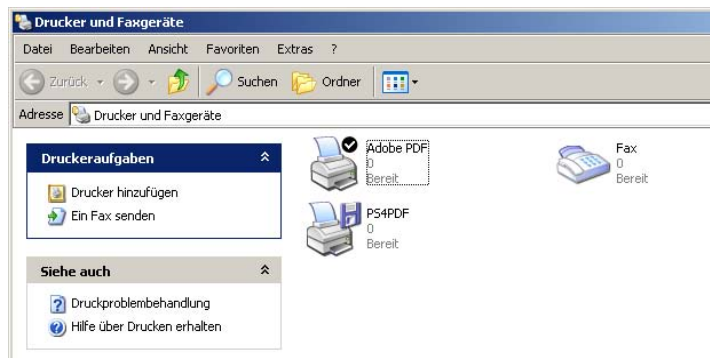 Drucker und Faxgeräte
Datei Bearbeiten Ansicht Favoriten Extras ?
Zurück Suchen Ordner
Adresse Drucker und Faxgeräte
Druckeraufgaben
Drucker hinzufügen
Ein Fax senden
Siehe auch
Druckproblembehandlung
Hilfe über Drucken erhalten
Adobe PDF
0
Bereit
Fax
0
Bereit
PS4PDF
0
Bereit